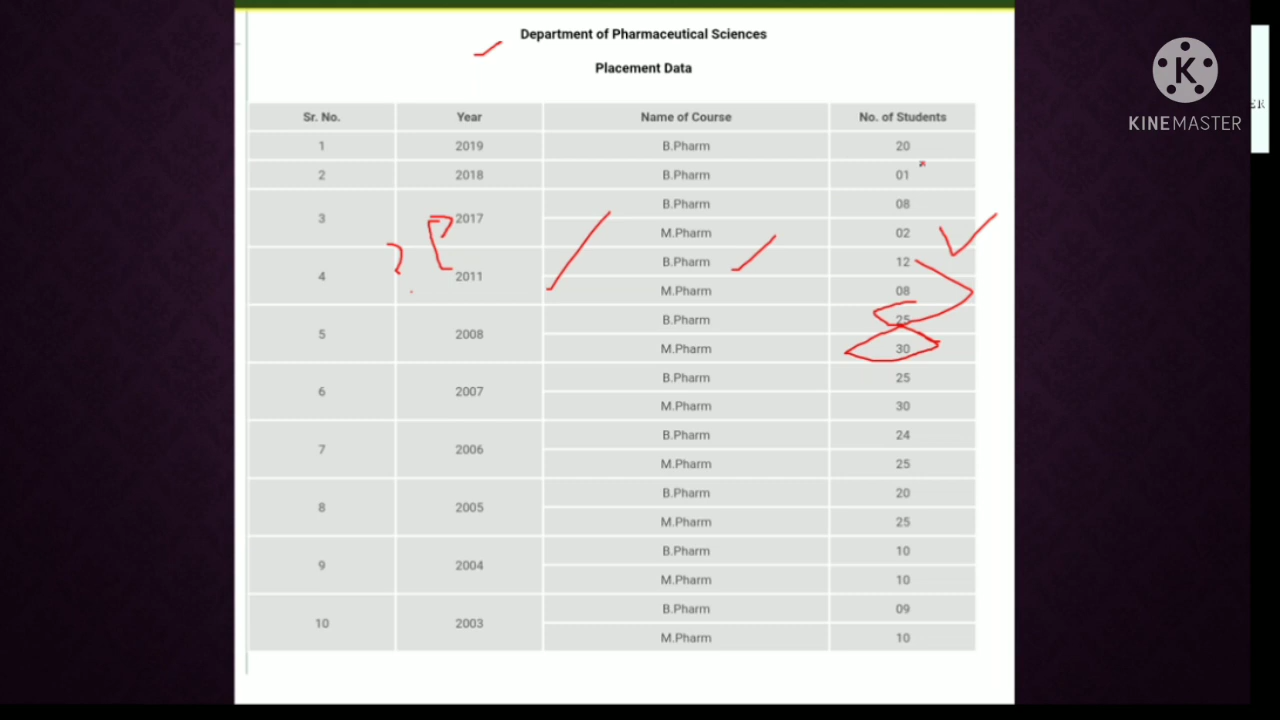 Department of Pharmaceutical Sciences
Placement Data
Sr. No. Year Name of Course No. of Students
1 2019 B.Pharm 20
2 2018 B.Pharm 01
3 2017 B.Pharm 08
M.Pharm 02
4 2011 B.Pharm 12
M.Pharm 08
5 2008 B.Pharm 25
M.Pharm 30
6 2007 B.Pharm 25
M.Pharm 30
7 2006 B.Pharm 24
M.Pharm 25
8 2005 B.Pharm 20
M.Pharm 25
9 2004 B.Pharm 10
M.Pharm 10
10 2003 B.Pharm 09
M.Pharm 10
K
KINEMASTER